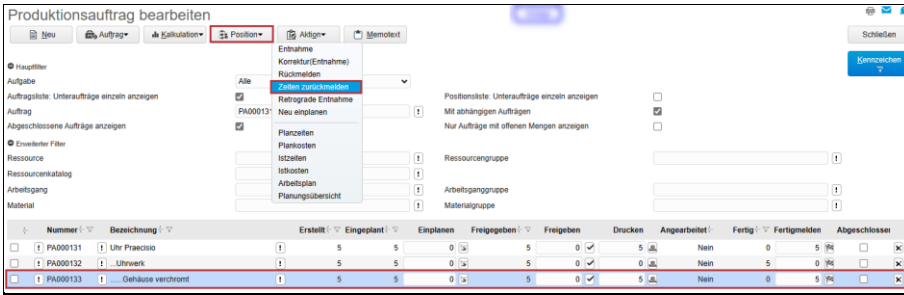 Produktionsauftrag bearbeiten
Neu Auftrag Kalkulation Position Aktion Memotext Schließen
Entnahme
Korrektur(Entnahme)
Rückmelden
Zeiten zurückmelden
Retrograde Entnahme
Neu einplanen
Planzeiten
Plankosten
Istzeiten
Istkosten
Arbeitsplan
Planungsübersicht
Kennzeichen
Hauptfilter
Aufgabe Alle
Auftragsliste: Unteraufträge einzeln anzeigen Positionsliste: Unteraufträge einzeln anzeigen
Auftrag PA000131 Mit abhängigen Aufträgen
Abgeschlossene Aufträge anzeigen Nur Aufträge mit offenen Mengen anzeigen
Erweiterter Filter
Ressource Ressourcengruppe
Ressourcenkatalog
Arbeitsgang Arbeitsganggruppe
Material Materialgruppe
Nummer Bezeichnung Erstellt Eingeplant Einplanen Freigegeben Freigeben Drucken Angearbeitet Fertig Fertigmelden Abgeschlossen
PA000131 Uhr Praecisio 5 5 0 5 0 5 Nein 0 5
PA000132 ...Uhrwerk 5 5 0 5 0 5 Nein 5 0
PA000133 ......Gehäuse verchromt 5 5 0 5 0 5 Nein 0 5